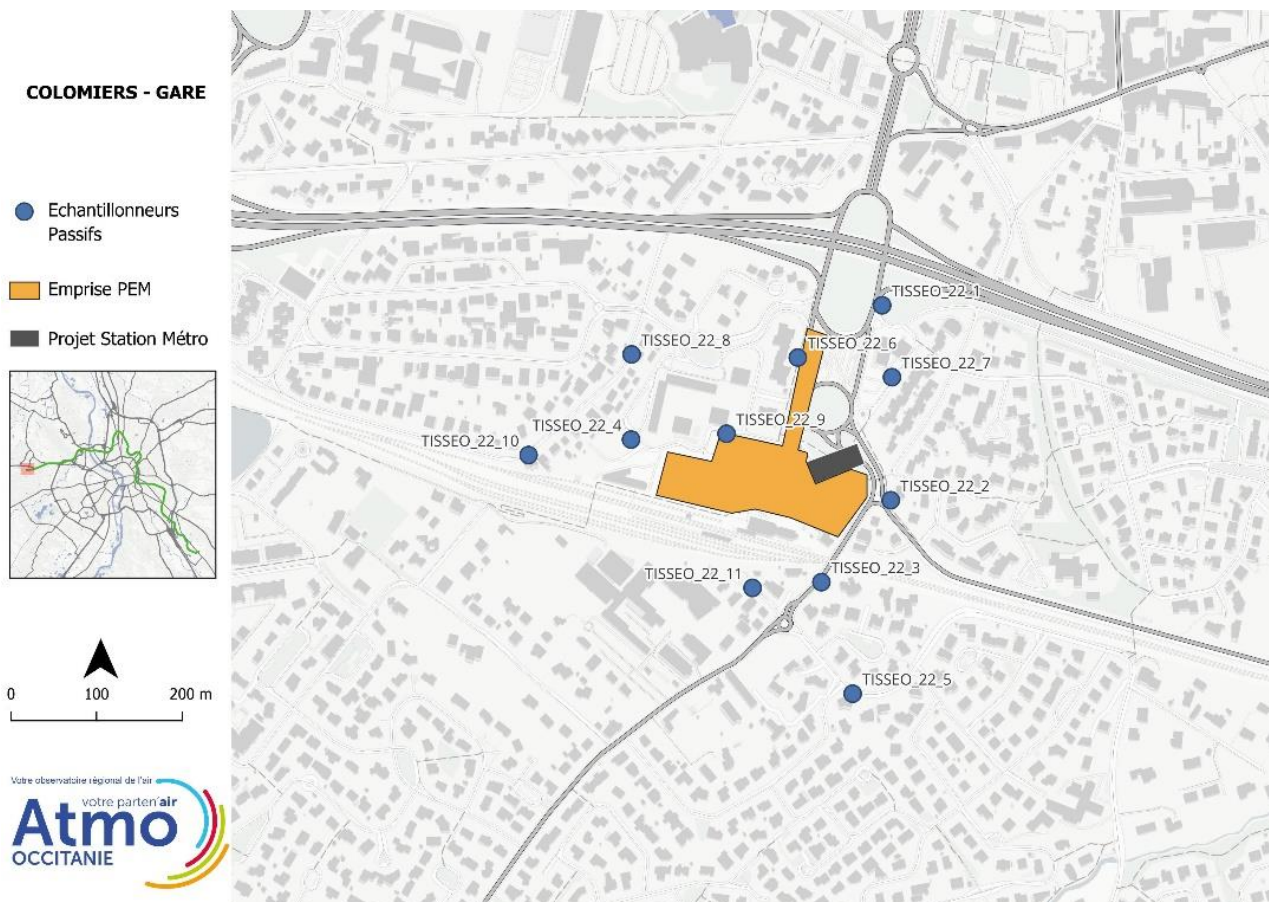 COLOMIERS - GARE
Echantillonneurs
Passifs
Emprise PEM
Projet Station Métro
0 100 200 m
Votre observatoire régional de l'air
votre parten'air
Atmo
OCCITANIE
TISSEO_22_1
TISSEO_22_8
TISSEO_22_6
TISSEO_22_7
TISSEO_22_4
TISSEO_22_9
TISSEO_22_10
TISSEO_22_2
TISSEO_22_11
TISSEO_22_3
TISSEO_22_5